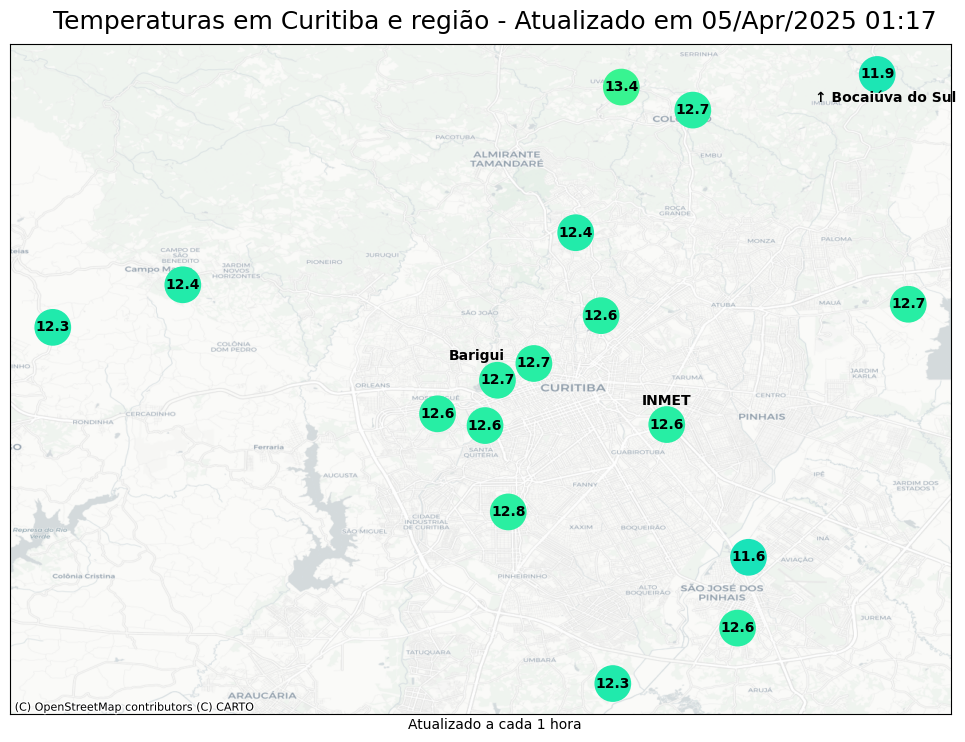 Temperaturas em Curitiba e região - Atualizado em 05/Apr/2025 01:17
SERRINHA
11.9
13.4
↑ Bocaiúva do Sul
12.7
PACOTUBA
ALMIRANTE
TAMANDARÉ
EMBU
ROÇA
GRANDE
12.4
MONZA
PALOMA
CAMPO DE
SÃO
BENEDITO
JURUQUI
PIONEIRO
JARDIM
NOVOS
HORIZONTES
Campo
12.4
12.7
ATUBA
MAUÁ
SÃO JOÃO
12.6
12.3
COLÔNIA
DOM PEDRO
Barigui
12.7
JARDIM
KARLA
TARUMÃ
12.7
ORLEANS
CURITIBA
CENTRO
INMET
CERCADINHO
RONDINHA
12.6
PINHAIS
12.6
12.6
Ferraria
SANTA
QUITÉRIA
GUABIROTUBA
AUGUSTA
IPÊ
FANNY
JARDIM DOS
ESTADOS I
12.8
CIDADE
INDUSTRIAL
DE CURITIBA
XAXIM
BOQUEIRÃO
SÃO MIGUEL
Represa do Rio
Verde
INÁ
11.6
AVIAÇÃO
Colônia Cristina
PINHEIRINHO
ALTO
BOQUEIRÃO
SÃO JOSÉ DOS
PINHAIS
JUREMA
12.6
TATUQUARA
UMBARÁ
12.3
ARUJÁ
ARAUCÁRIA
(C) OpenStreetMap contributors (C) CARTO
Atualizado a cada 1 hora